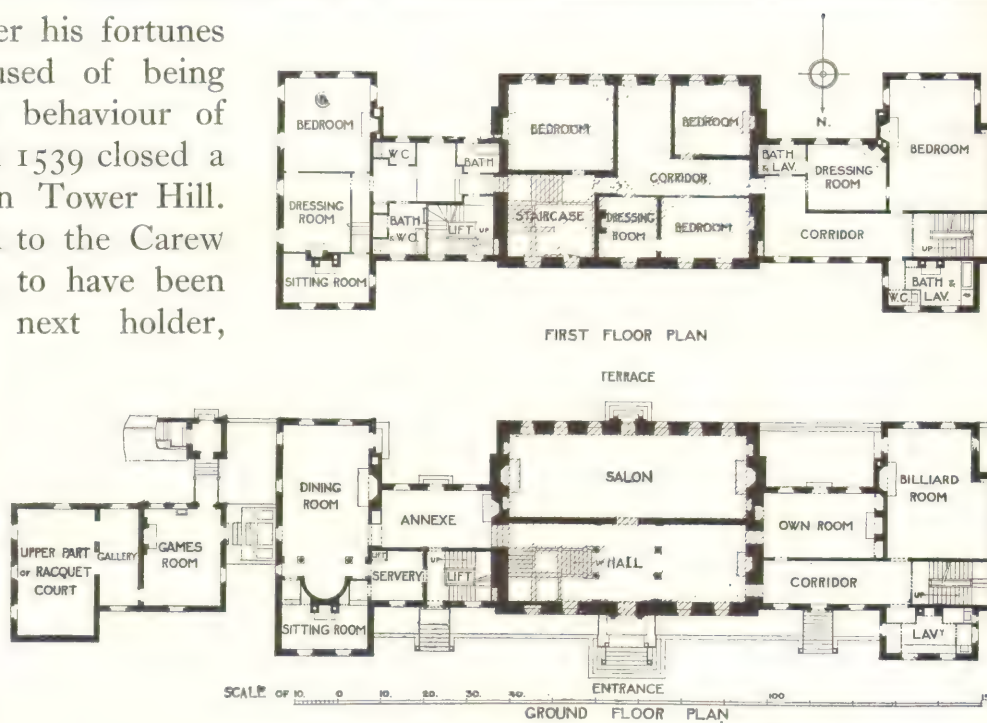 er his fortunes
used of being
behaviour of
1539 closed a
n Tower Hill.
to the Carew
to have been
next holder,
N.
BEDROOM
W.C.
BATH
DRESSING ROOM
BATH & W.C.
LIFT UP
SITTING ROOM
BEDROOM
BEDROOM
CORRIDOR
STAIRCASE
DRESSING ROOM
BEDROOM
BATH & LAV.
DRESSING ROOM
BEDROOM
CORRIDOR
UP
W.C.
BATH & LAV.
FIRST FLOOR PLAN
TERRACE
UPPER PART
OF RACQUET
COURT
GALLERY
GAMES
ROOM
DINING
ROOM
ANNEXE
LIFT
SERVERY
UP
LIFT
SITTING ROOM
SALON
UP
HALL
OWN ROOM
BILLIARD
ROOM
CORRIDOR
UP
LAVY
ENTRANCE
SCALE OF 10. 0 10. 20. 30. 40. 100
GROUND FLOOR PLAN